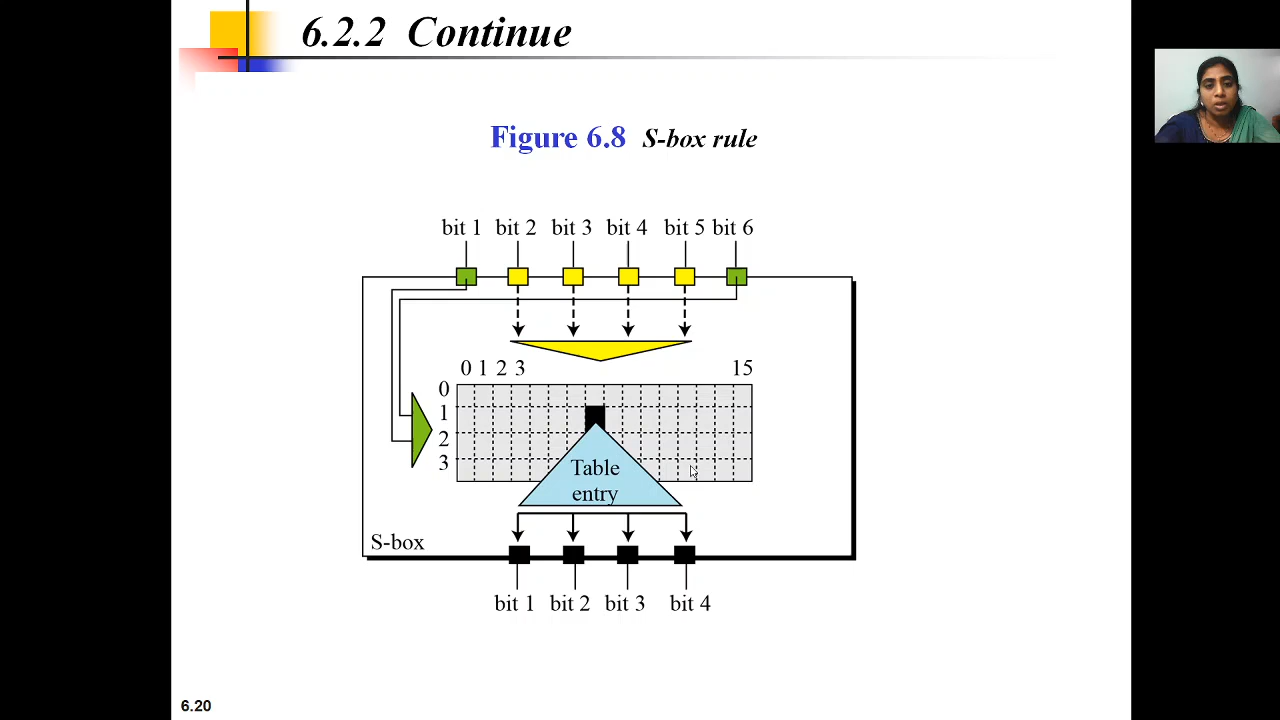 6.2.2 Continue
Figure 6.8 S-box rule
bit 1 bit 2 bit 3 bit 4 bit 5 bit 6
0 1 2 3 15
0
1
2
3
Table
entry
S-box
bit 1 bit 2 bit 3 bit 4
6.20